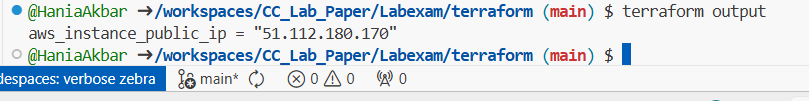 @HaniaAkbar ➜/workspaces/CC_Lab_Paper/Labexam/terraform (main) $ terraform output
aws_instance_public_ip = "51.112.180.170"
@HaniaAkbar ➜/workspaces/CC_Lab_Paper/Labexam/terraform (main) $
despaces: verbose zebra main* 0 0 0